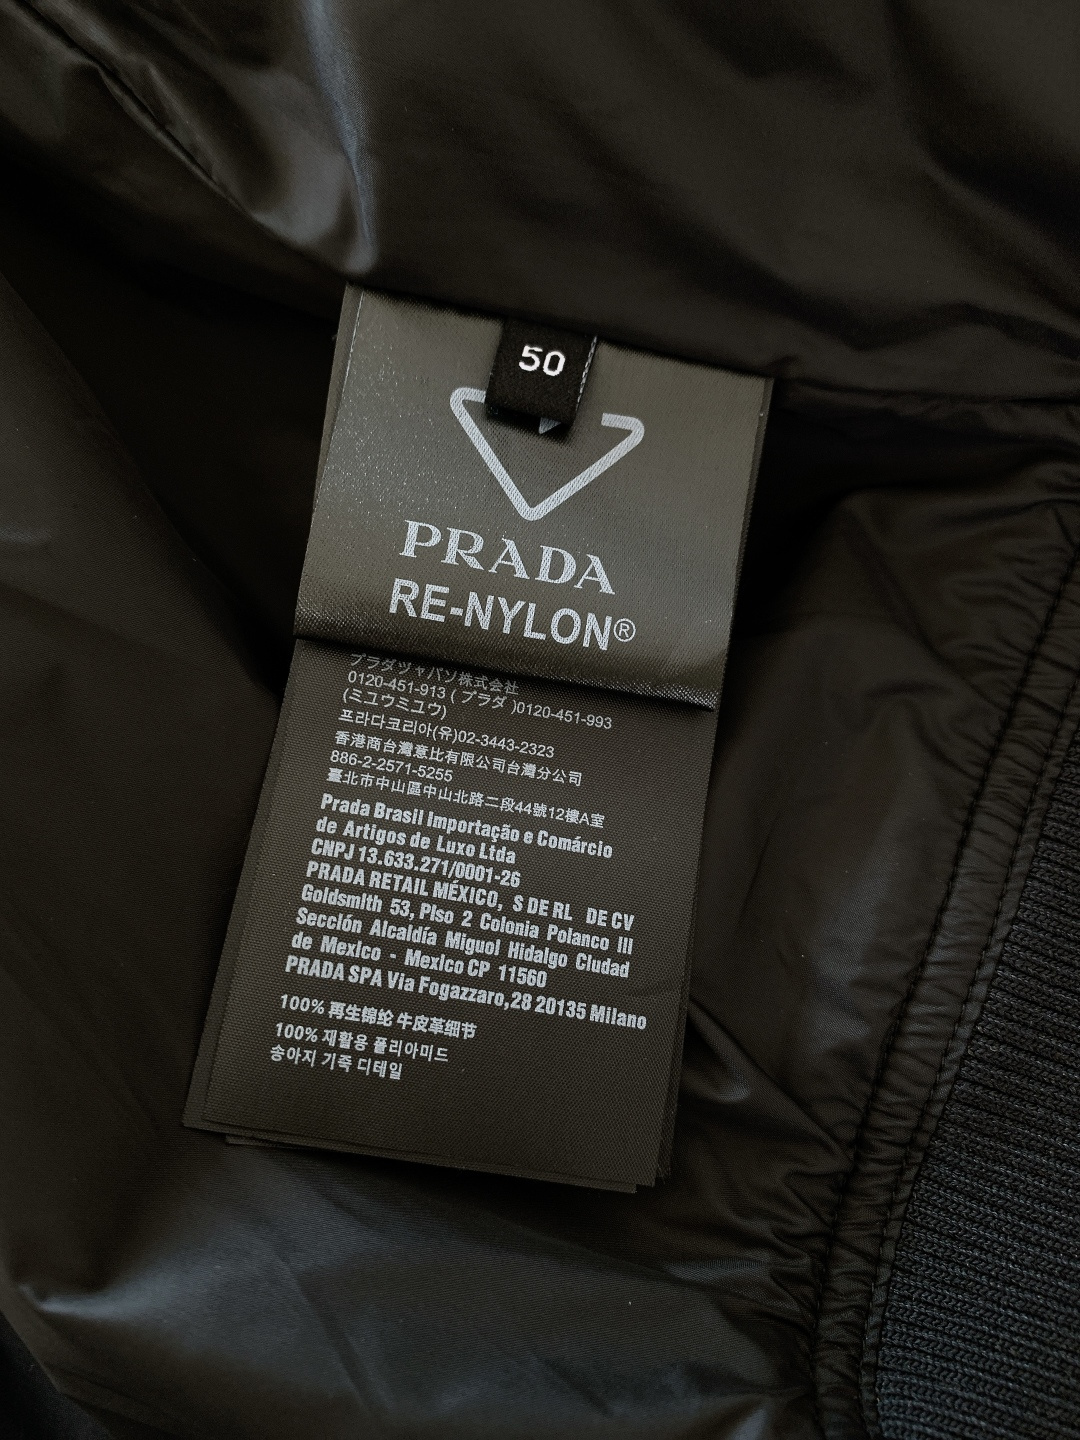 50
PRADA
RE-NYLON®
プラダジャパン株式会社
0120-451-913 ( プラダ )0120-451-993
(ミュウミュウ)
프라다코리아(유)02-3443-2323
香港商台灣意比有限公司台灣分公司
886-2-2571-5255
臺北市中山區中山北路二段44號12樓A室
Prada Brasil Importação e Comércio
de Artigos de Luxo Ltda
CNPJ 13.633.271/0001-26
PRADA RETAIL MÉXICO, S DE RL DE CV
Goldsmith 53, Piso 2 Colonia Polanco III
Sección Alcaldía Miguol Hidalgo Ciudad
de Mexico - Mexico CP 11560
PRADA SPA Via Fogazzaro,28 20135 Milano
100% 再生锦纶 牛皮革细节
100% 재활용 폴리아미드
송아지 가죽 디테일